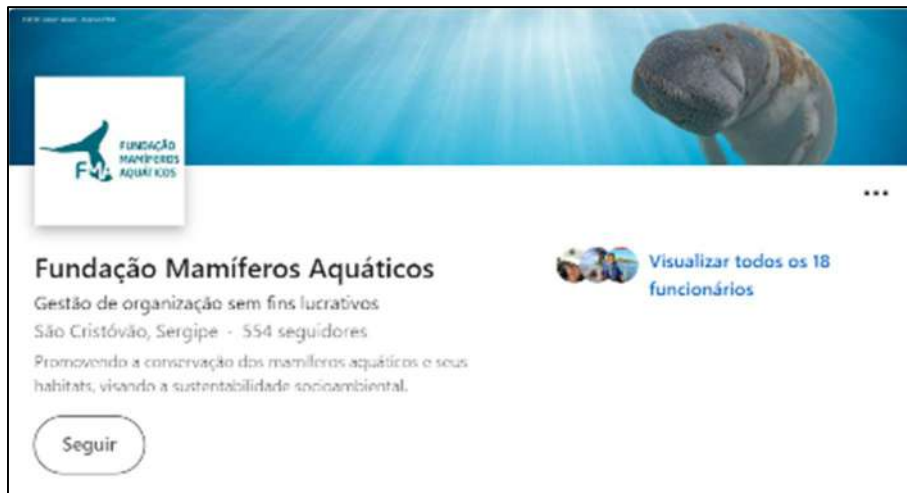 FUNDAÇÃO
MAMÍFEROS
FMA AQUÁTICOS
Fundação Mamíferos Aquáticos
Gestão de organização sem fins lucrativos
São Cristóvão, Sergipe · 554 seguidores
Promovendo a conservação dos mamíferos aquáticos e seus
habitats, visando a sustentabilidade socioambiental.
Seguir
Visualizar todos os 18
funcionários